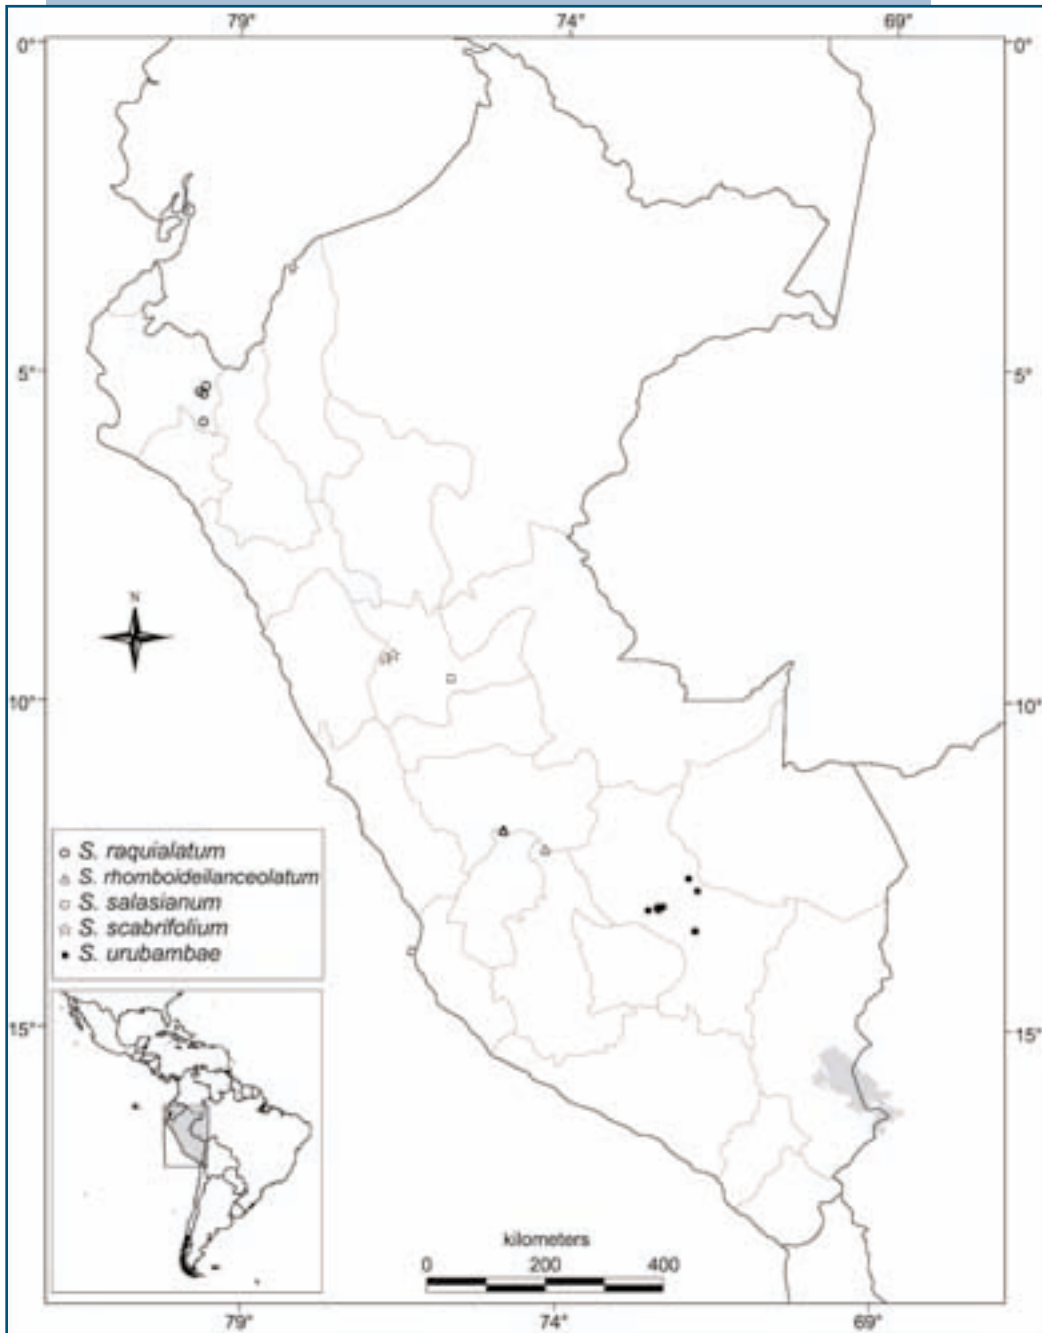 79° 74° 69°
0° 0°
5° 5°
N
10° 10°
S. raquialatum
S. rhomboideilanceolatum
S. salasianum
S. scabrifolium
S. urubambae
15° 15°
kilometers
0 200 400
79° 74° 69°